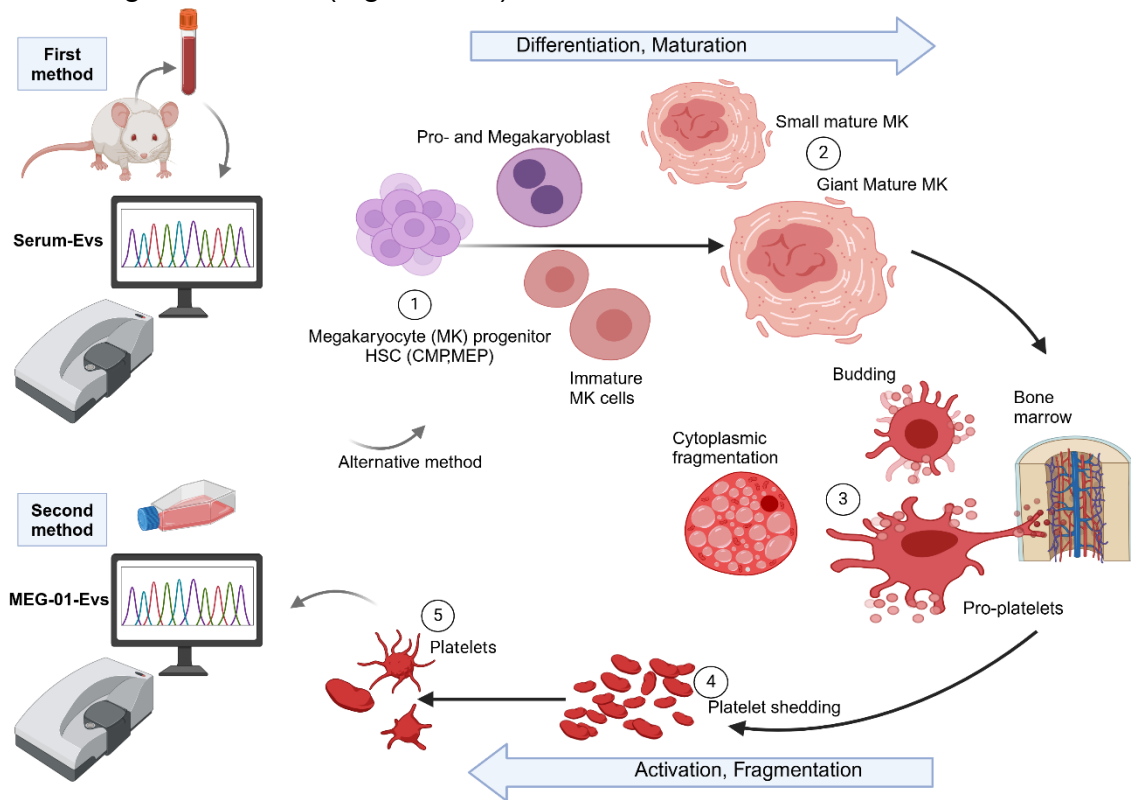 First
method
Differentiation, Maturation
Small mature MK
2
Pro- and Megakaryoblast
Giant Mature MK
Serum-Evs
1
Megakaryocyte (MK) progenitor
HSC (CMP,MEP)
Immature
MK cells
Budding
Bone
marrow
Cytoplasmic
fragmentation
Alternative method
3
Second
method
MEG-01-Evs
Pro-platelets
5
Platelets
4
Platelet shedding
Activation, Fragmentation